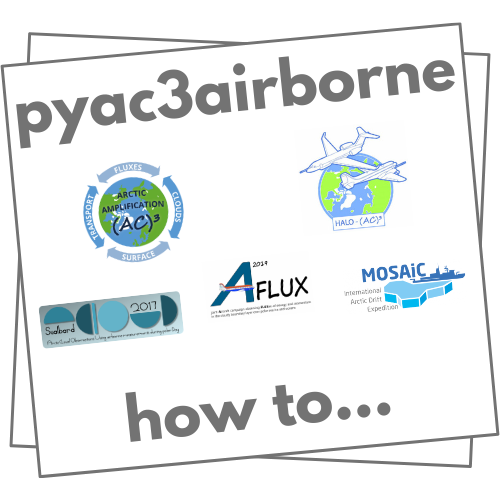 pyac3airborne
FLUXES
TRANSPORT
CLOUDS
SURFACE
ARCTIC
AMPLIFICATION
(AC)³
HALO - (AC)³
2017
Svalbard
2019
AFLUX
MOSAiC
International
Arctic Drift
Expedition
how to...